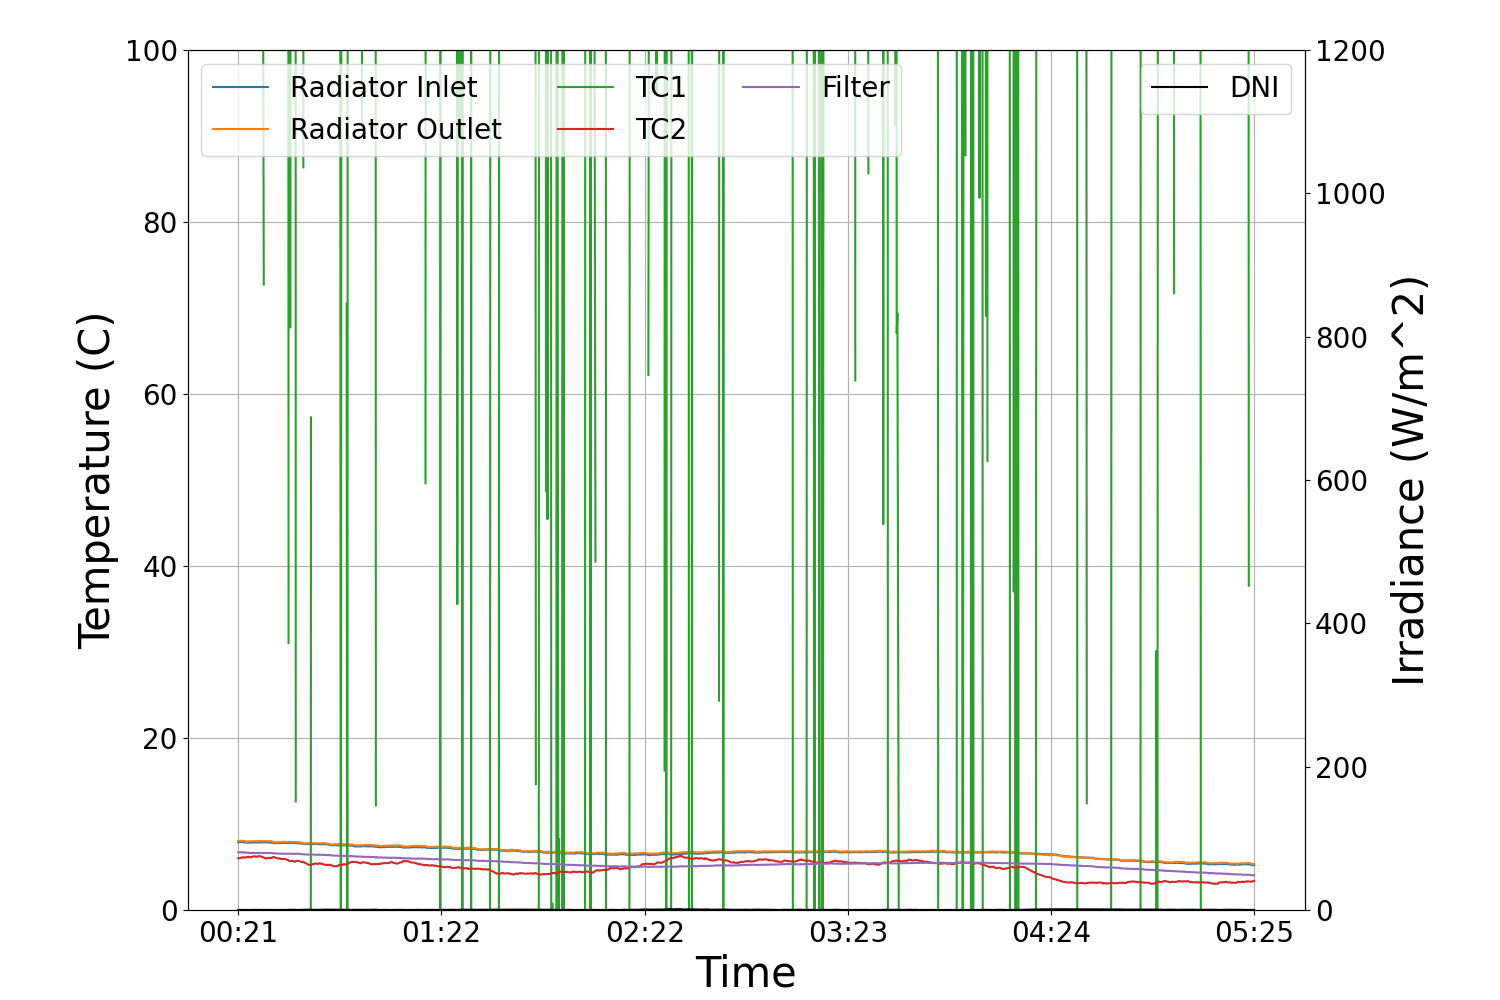 Temperature (C)
100
80
60
40
20
0
Radiator Inlet
Radiator Outlet
TC1
TC2
Filter
DNI
1200
1000
800
600
400
200
0
Irradiance (W/m^2)
00:21 01:22 02:22 03:23 04:24 05:25
Time